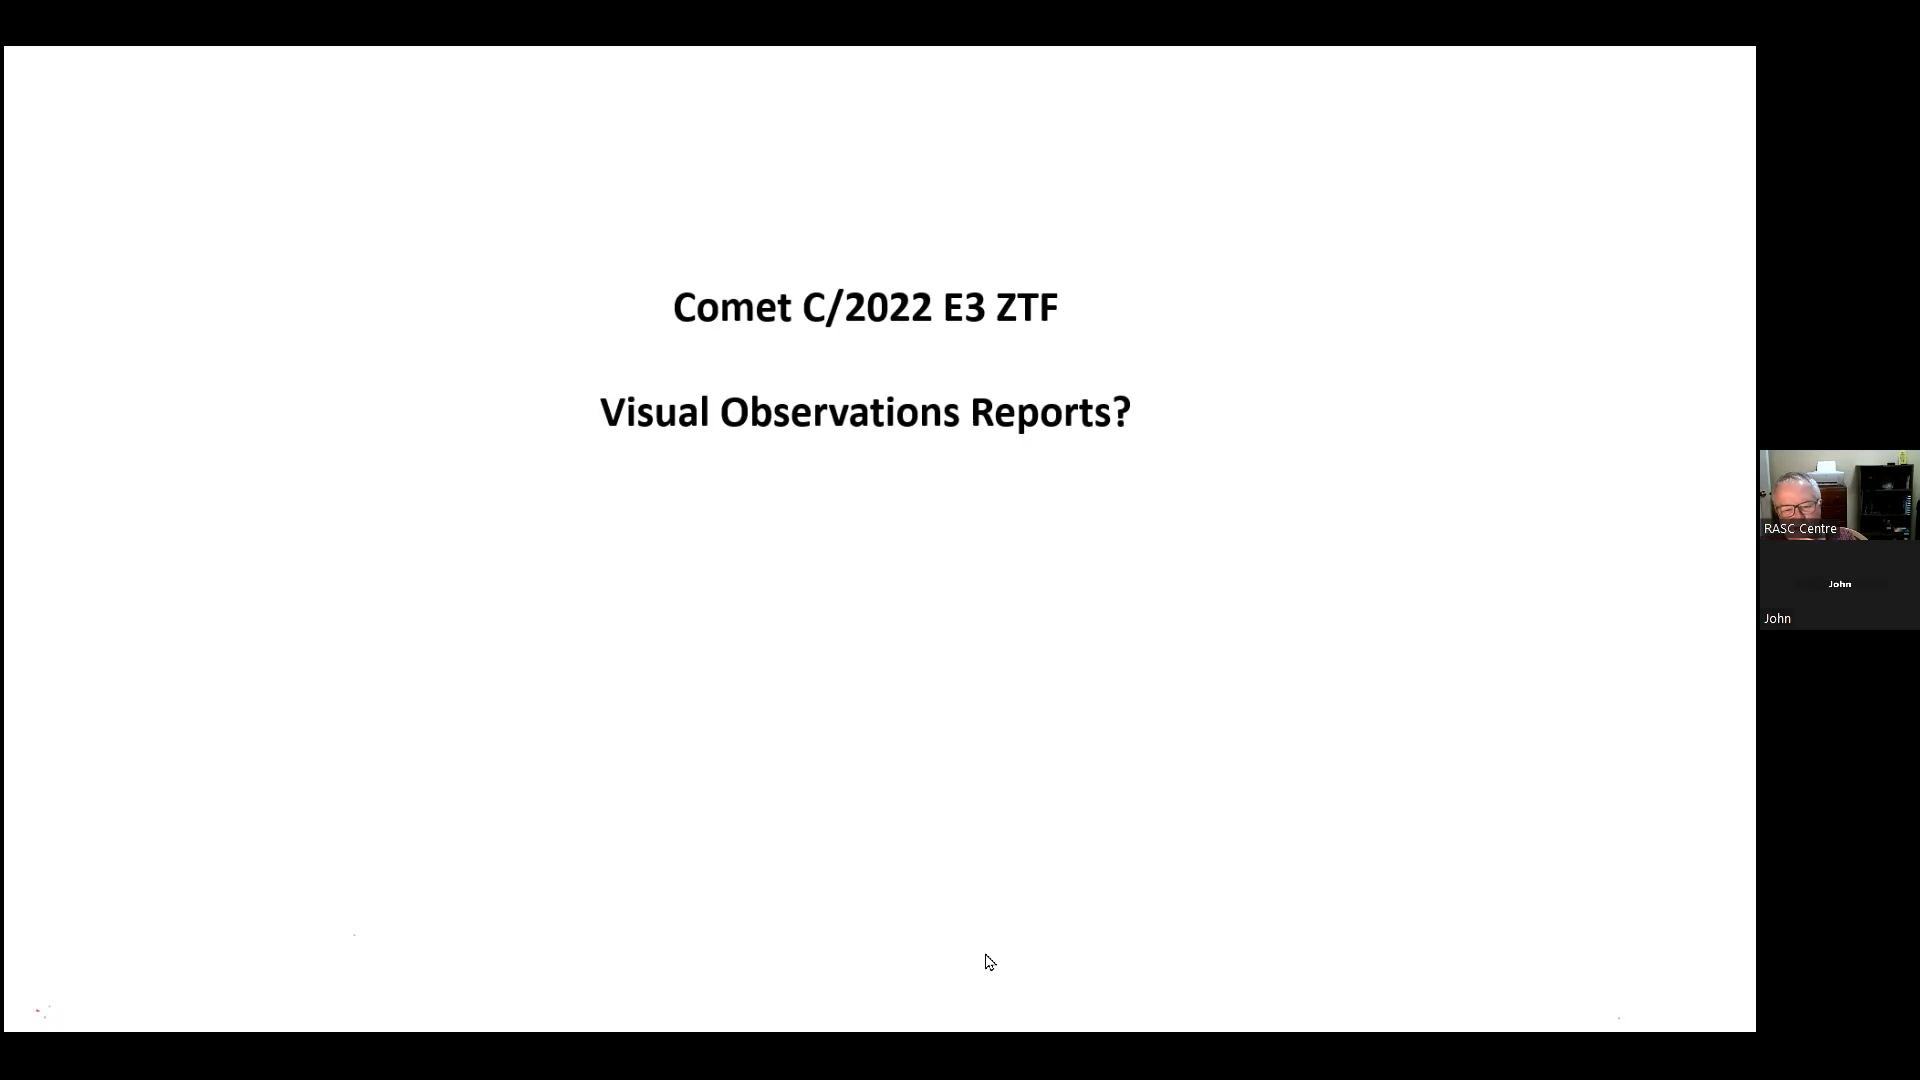 Comet C/2022 E3 ZTF
Visual Observations Reports?
RASC Centre
John
John